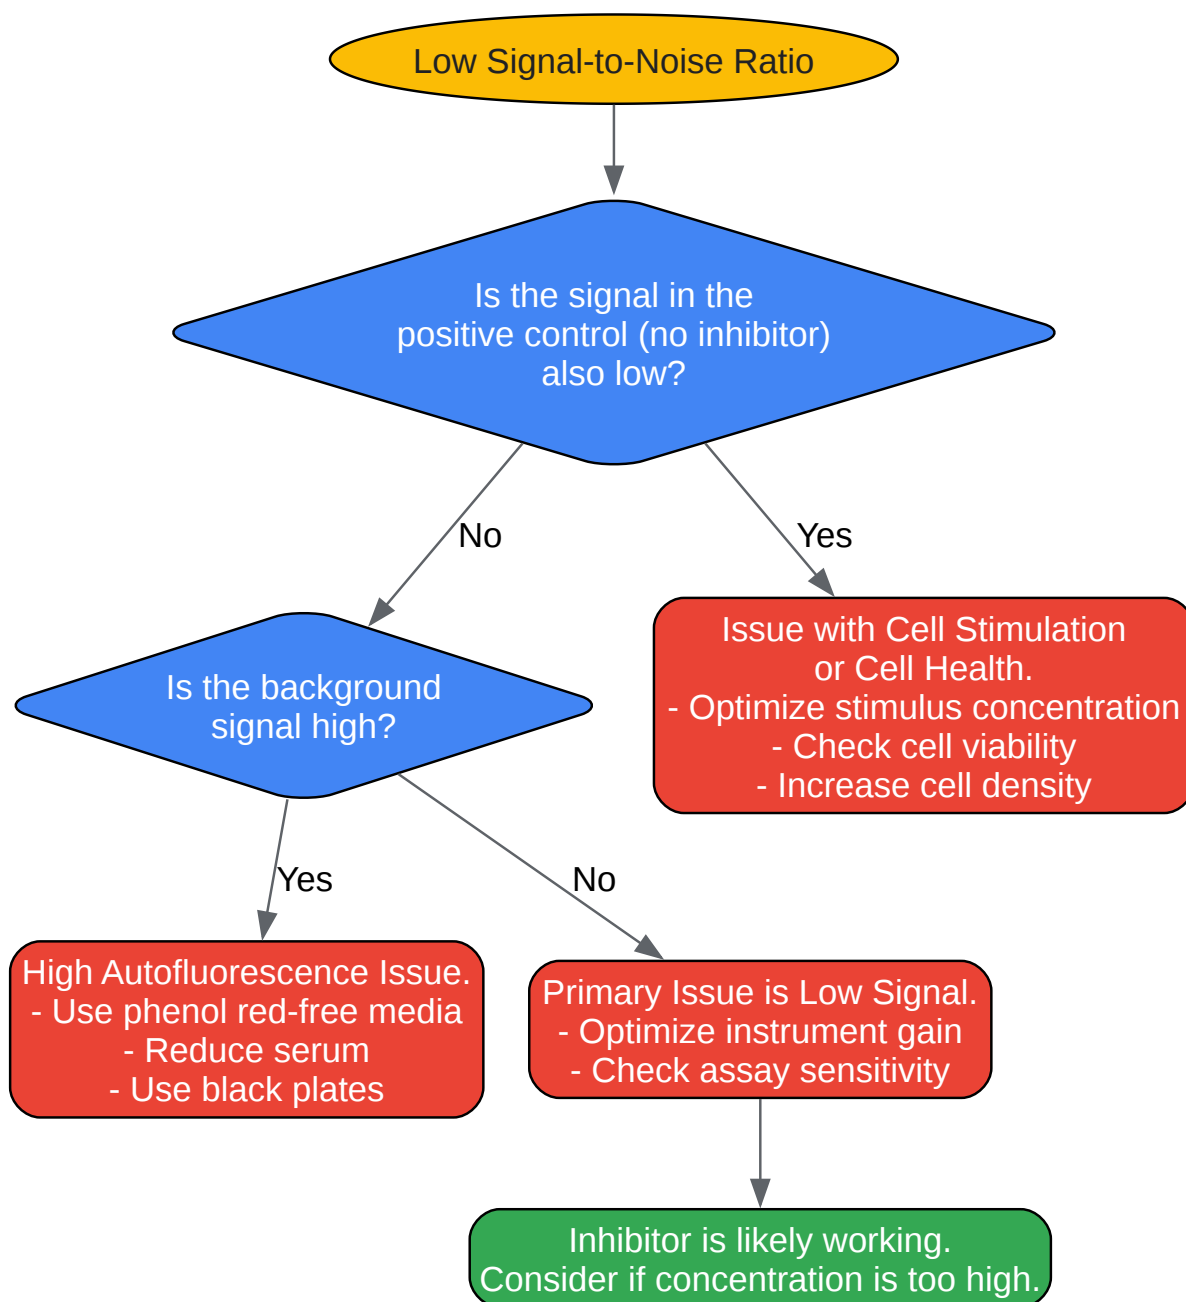 Low Signal-to-Noise Ratio
Is the signal in the
positive control (no inhibitor)
also low?
No
Yes
Is the background
signal high?
Issue with Cell Stimulation
or Cell Health.
- Optimize stimulus concentration
- Check cell viability
- Increase cell density
Yes
No
High Autofluorescence Issue.
- Use phenol red-free media
- Reduce serum
- Use black plates
Primary Issue is Low Signal.
- Optimize instrument gain
- Check assay sensitivity
Inhibitor is likely working.
Consider if concentration is too high.